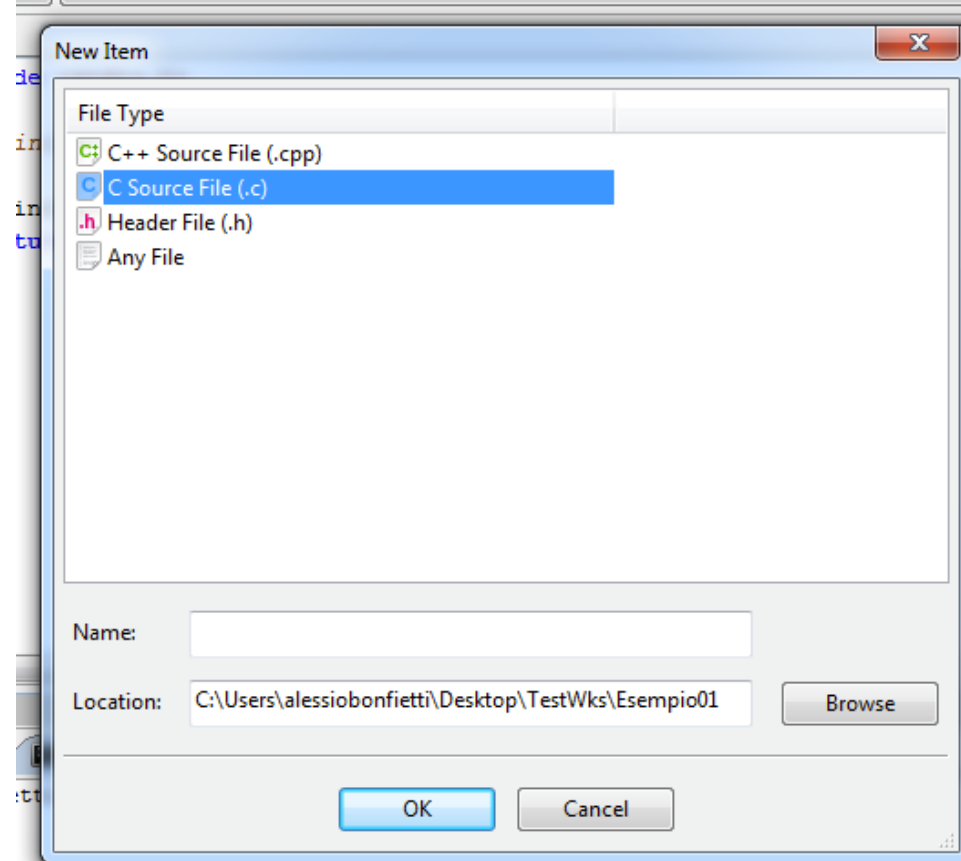 New Item
File Type
C++ Source File (.cpp)
C Source File (.c)
.h Header File (.h)
Any File
Name:
Location: C:\Users\alessiobonfietti\Desktop\TestWks\Esempio01 Browse
OK Cancel